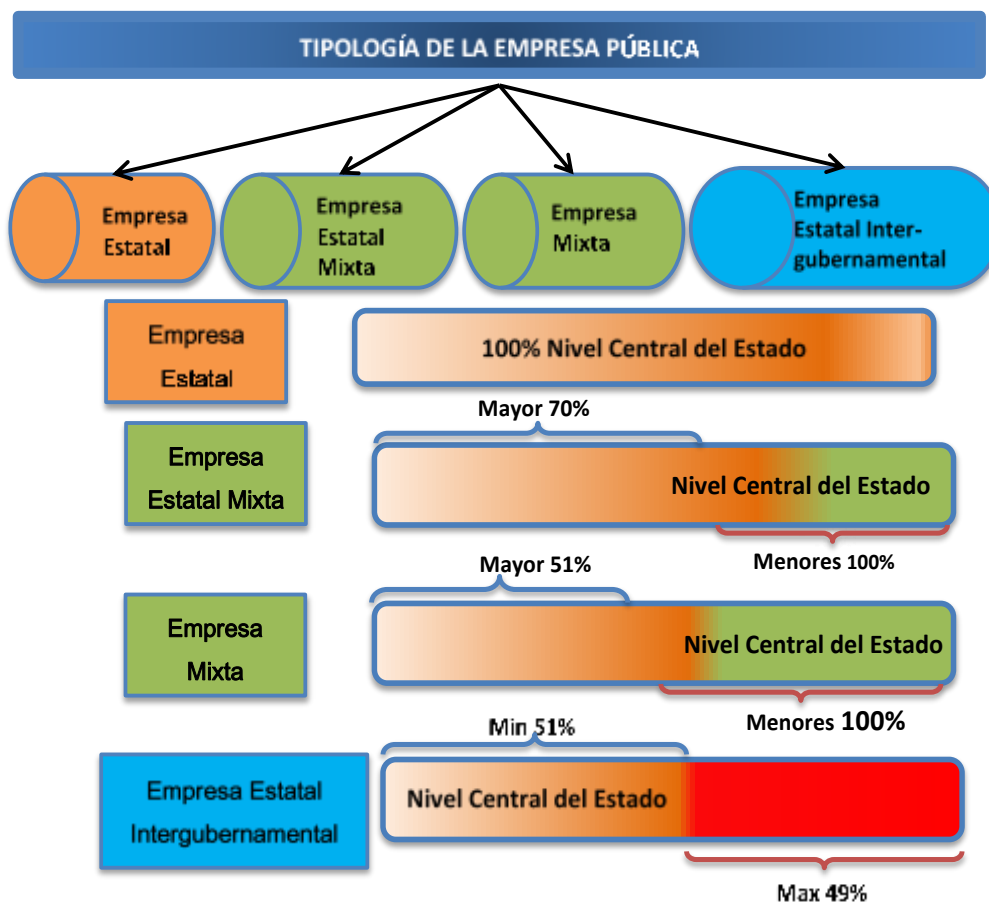 TIPOLOGÍA DE LA EMPRESA PÚBLICA
Empresa
Estatal
Empresa
Estatal
Mixta
Empresa
Mixta
Empresa
Estatal Inter-
gubernamental
Empresa
Estatal
100% Nivel Central del Estado
Mayor 70%
Empresa
Estatal Mixta
Nivel Central del Estado
Menores 100%
Mayor 51%
Empresa
Mixta
Nivel Central del Estado
Menores 100%
Min 51%
Empresa Estatal
Intergubernamental
Nivel Central del Estado
Max 49%